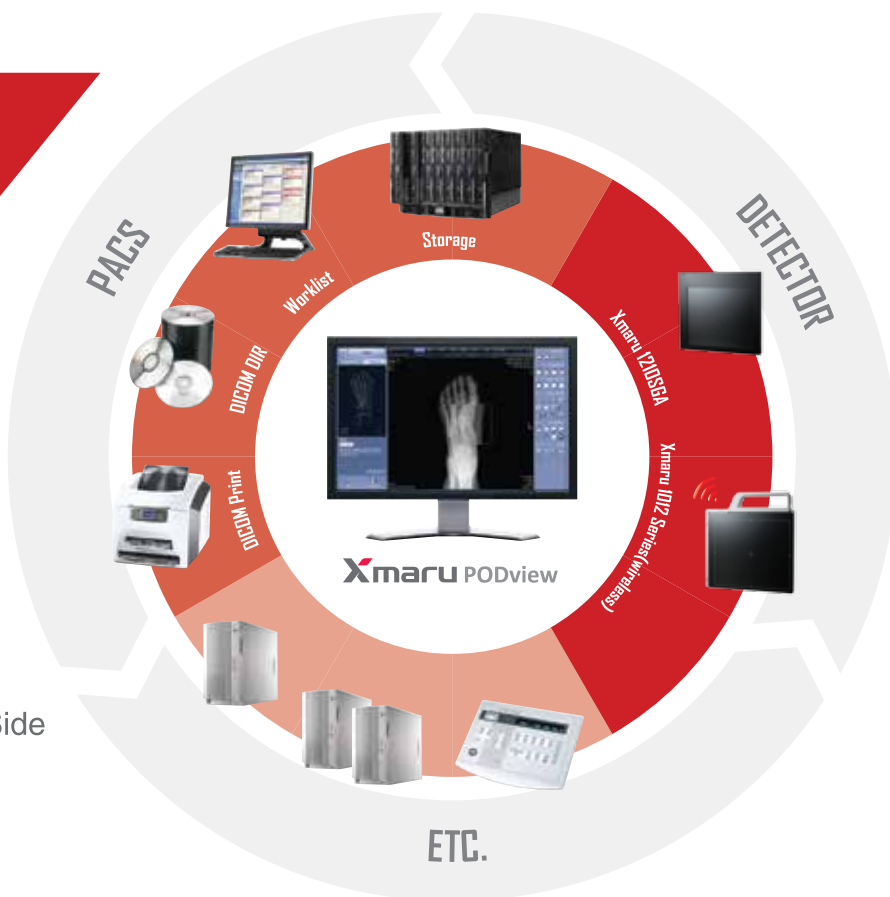 PACS
DETECTOR
Storage
Worklist
DICOM DIR
DICOM Print
Xmaru 1210SGA
Xmaru 1012 Series(wireless)
Xmaru PODview
Side
ETC.